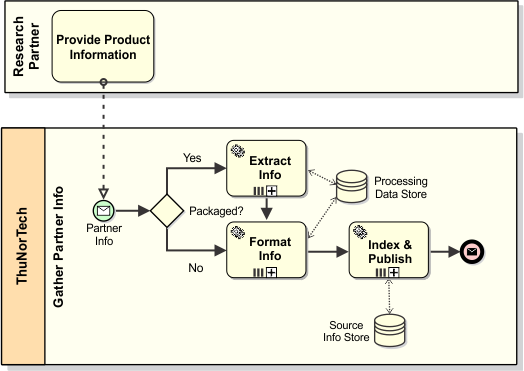 Research
Partner
Provide Product
Information
ThuNorTech
Gather Partner Info
Partner
Info
Yes
Packaged?
No
Extract
Info
Format
Info
Processing
Data Store
Index &
Publish
Source
Info Store